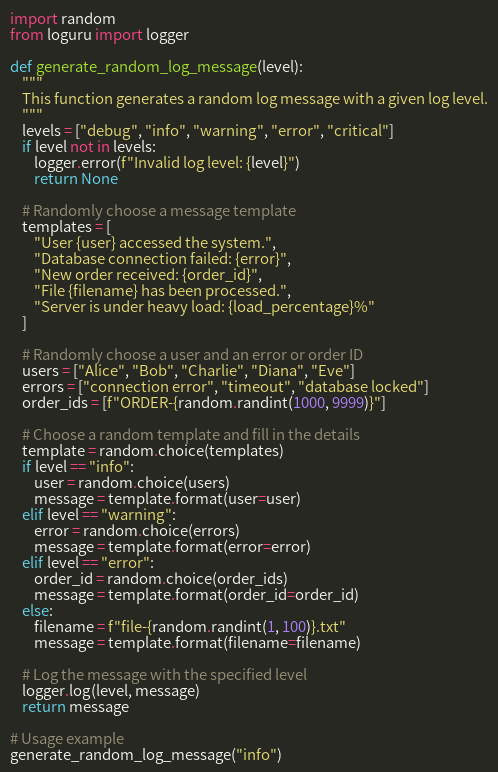 import random
from loguru import logger

def generate_random_log_message(level):
    """
    This function generates a random log message with a given log level.
    """
    levels = ["debug", "info", "warning", "error", "critical"]
    if level not in levels:
        logger.error(f"Invalid log level: {level}")
        return None

    # Randomly choose a message template
    templates = [
        "User {user} accessed the system.",
        "Database connection failed: {error}",
        "New order received: {order_id}",
        "File {filename} has been processed.",
        "Server is under heavy load: {load_percentage}%"
    ]

    # Randomly choose a user and an error or order ID
    users = ["Alice", "Bob", "Charlie", "Diana", "Eve"]
    errors = ["connection error", "timeout", "database locked"]
    order_ids = [f"ORDER-{random.randint(1000, 9999)}"]

    # Choose a random template and fill in the details
    template = random.choice(templates)
    if level == "info":
        user = random.choice(users)
        message = template.format(user=user)
    elif level == "warning":
        error = random.choice(errors)
        message = template.format(error=error)
    elif level == "error":
        order_id = random.choice(order_ids)
        message = template.format(order_id=order_id)
    else:
        filename = f"file-{random.randint(1, 100)}.txt"
        message = template.format(filename=filename)

    # Log the message with the specified level
    logger.log(level, message)
    return message

# Usage example
generate_random_log_message("info")